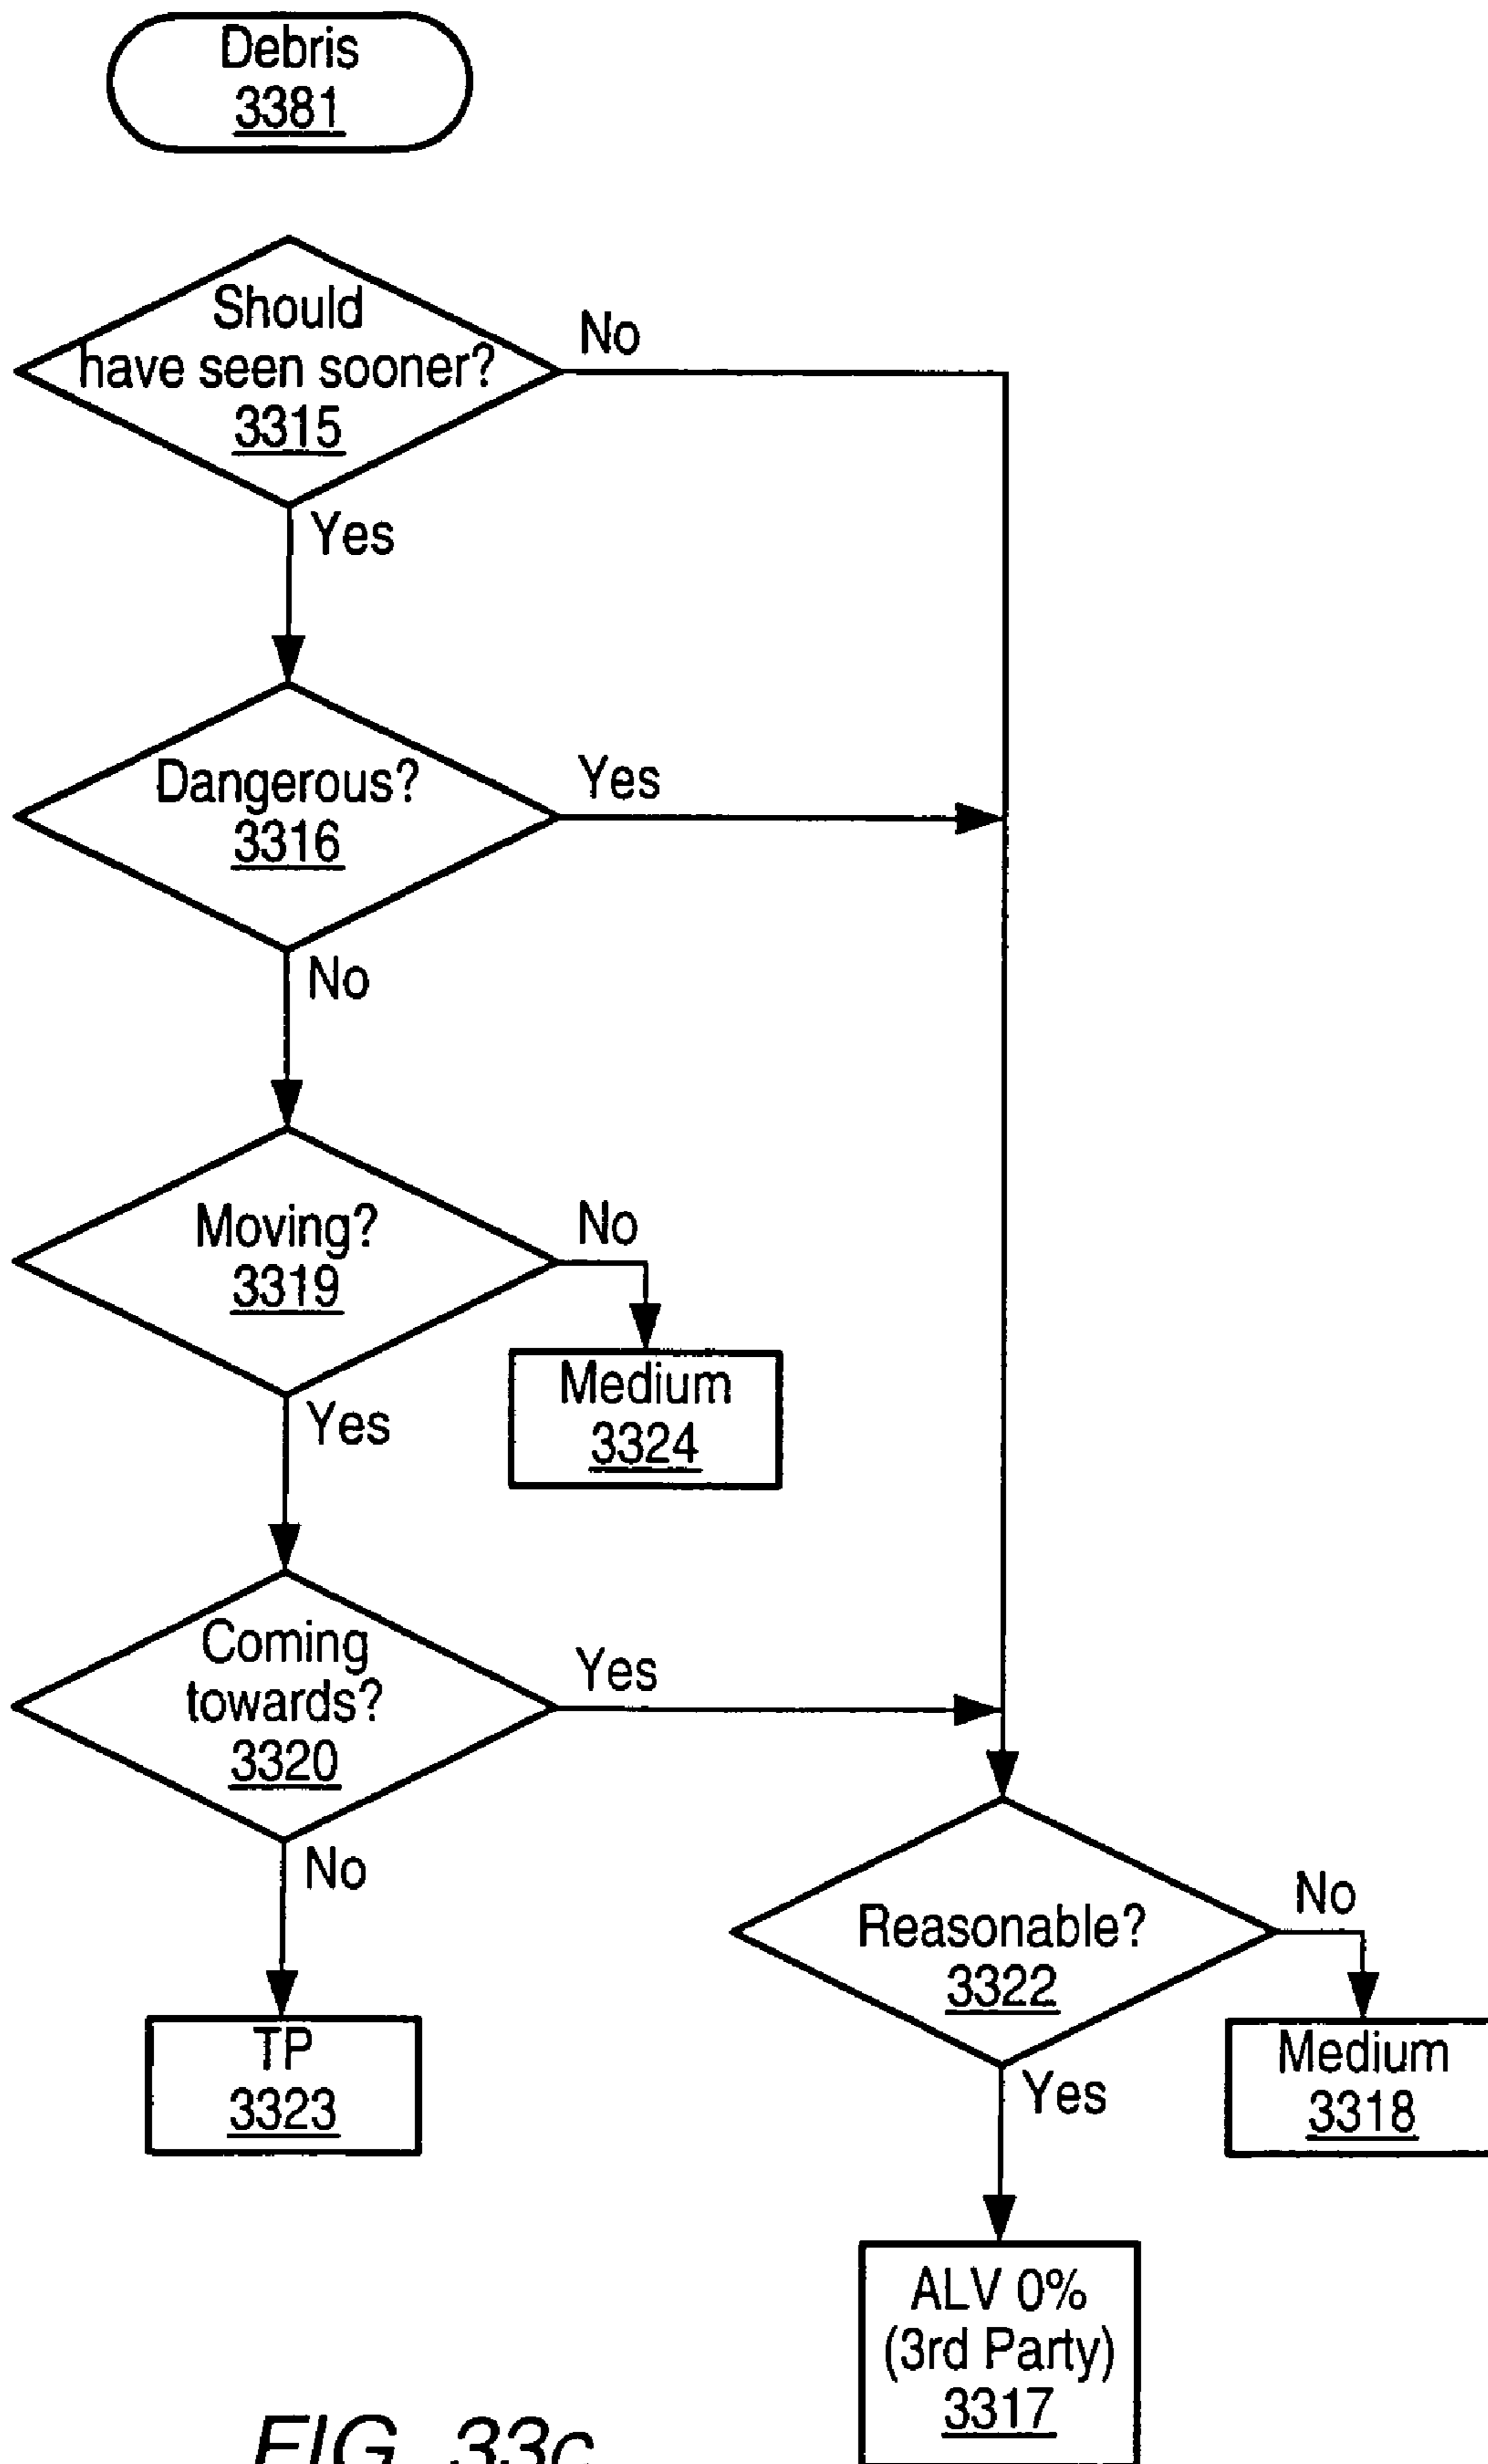 Debris
3381
Should
have seen sooner?
3315
No
Yes
Dangerous?
3316
Yes
No
Moving?
3319
No
Medium
3324
Yes
Coming
towards?
3320
Yes
No
TP
3323
Reasonable?
3322
No
Medium
3318
Yes
ALV 0%
(3rd Party)
3317
FIG. 33c